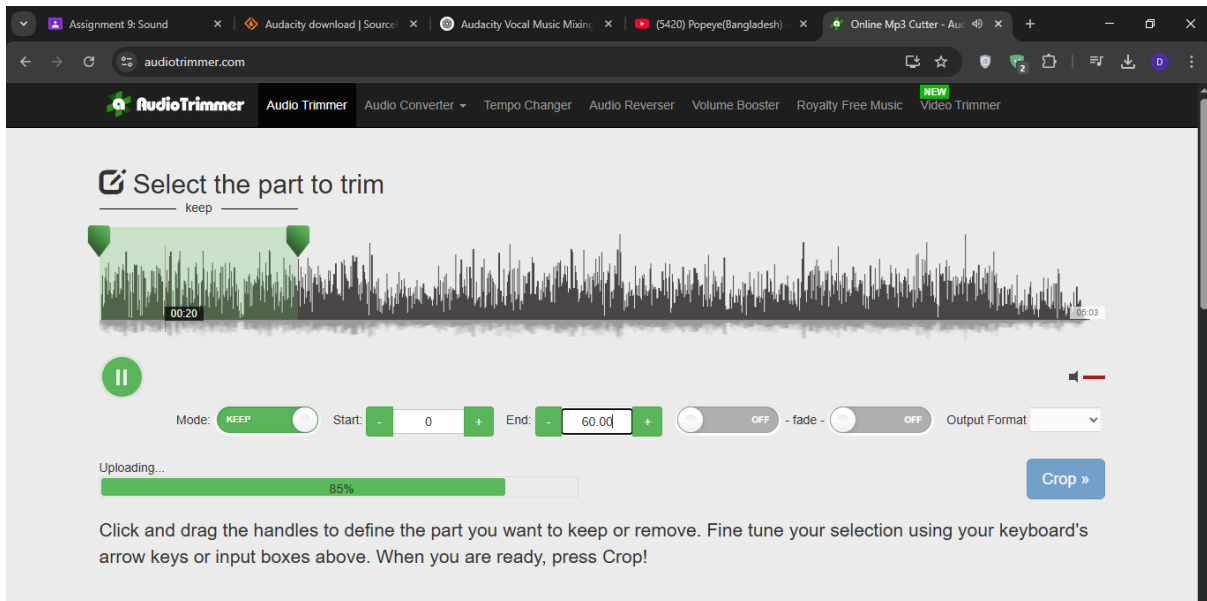 Assignment 9: Sound
Audacity download | Source
Audacity Vocal Music Mixing
(5420) Popeye(Bangladesh)
Online Mp3 Cutter - Aud
audiotrimmer.com
2
D
AudioTrimmer
Audio Trimmer
Audio Converter
Tempo Changer
Audio Reverser
Volume Booster
Royalty Free Music
NEW
Video Trimmer
Select the part to trim
keep
00:20
05:03
Mode: KEEP
Start: - 0 +
End: - 60.00 +
OFF - fade - OFF
Output Format
Uploading...
85%
Crop »
Click and drag the handles to define the part you want to keep or remove. Fine tune your selection using your keyboard's
arrow keys or input boxes above. When you are ready, press Crop!